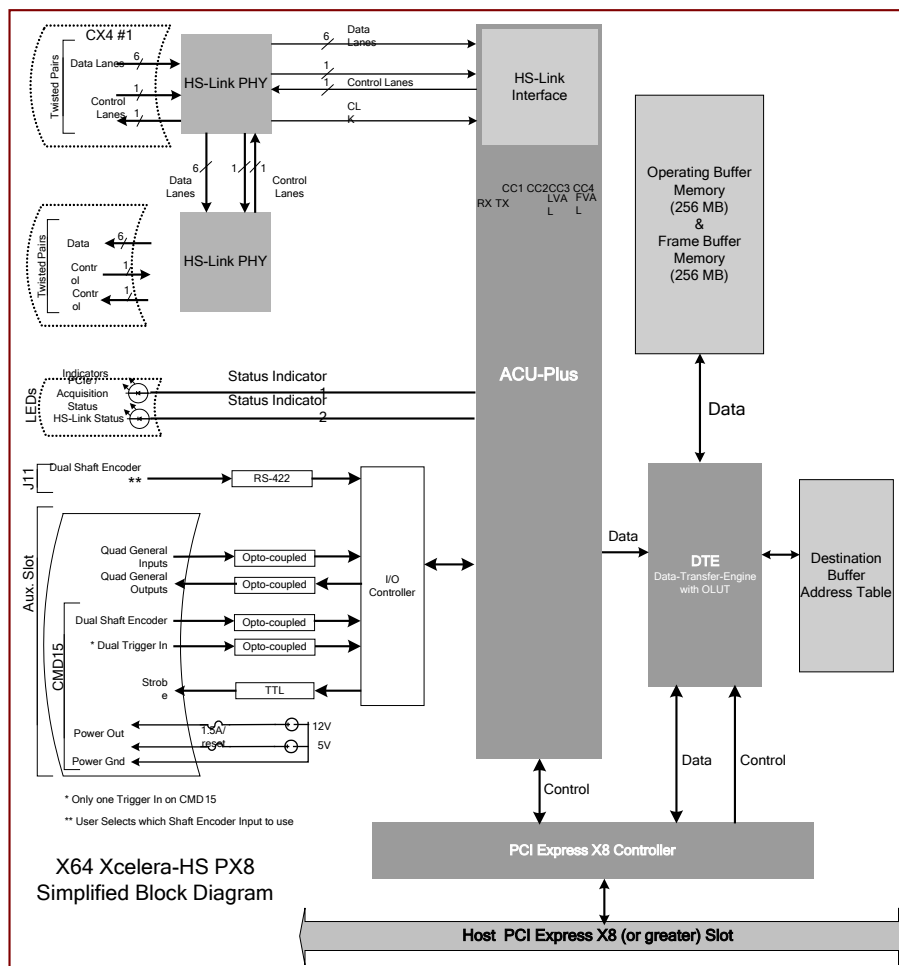 CX4 #1
Twisted Pairs
Data Lanes
6
Control
Lanes
1
1
HS-Link PHY
6
Data
Lanes
1
1
Control Lanes
CL
K
HS-Link
Interface
6
Data
Lanes
1
1
Control
Lanes
HS-Link PHY
Twisted Pairs
Data
6
Contr
ol
1
Contr
ol
1
CC1 CC2CC3 CC4
RX TX
LVA
L
FVA
L
ACU-Plus
Operating Buffer
Memory
(256 MB)
&
Frame Buffer
Memory
(256 MB)
Data
LEDs
Indicators
PCIe /
Acquisition
Status
HS-Link Status
Status Indicator
1
Status Indicator
2
J11
Dual Shaft Encoder
**
RS-422
Aux. Slot
Quad General
Inputs
Opto-coupled
Quad General
Outputs
Opto-coupled
I/O
Controller
CMD15
Dual Shaft Encoder
Opto-coupled
* Dual Trigger In
Opto-coupled
Strob
e
TTL
Power Out
1.5A/
reset
12V
5V
Power Gnd
Data
DTE
Data-Transfer-Engine
with OLUT
Destination
Buffer
Address Table
* Only one Trigger In on CMD15
** User Selects which Shaft Encoder Input to use
Control
Data
Control
PCI Express X8 Controller
X64 Xcelera-HS PX8
Simplified Block Diagram
Host PCI Express X8 (or greater) Slot